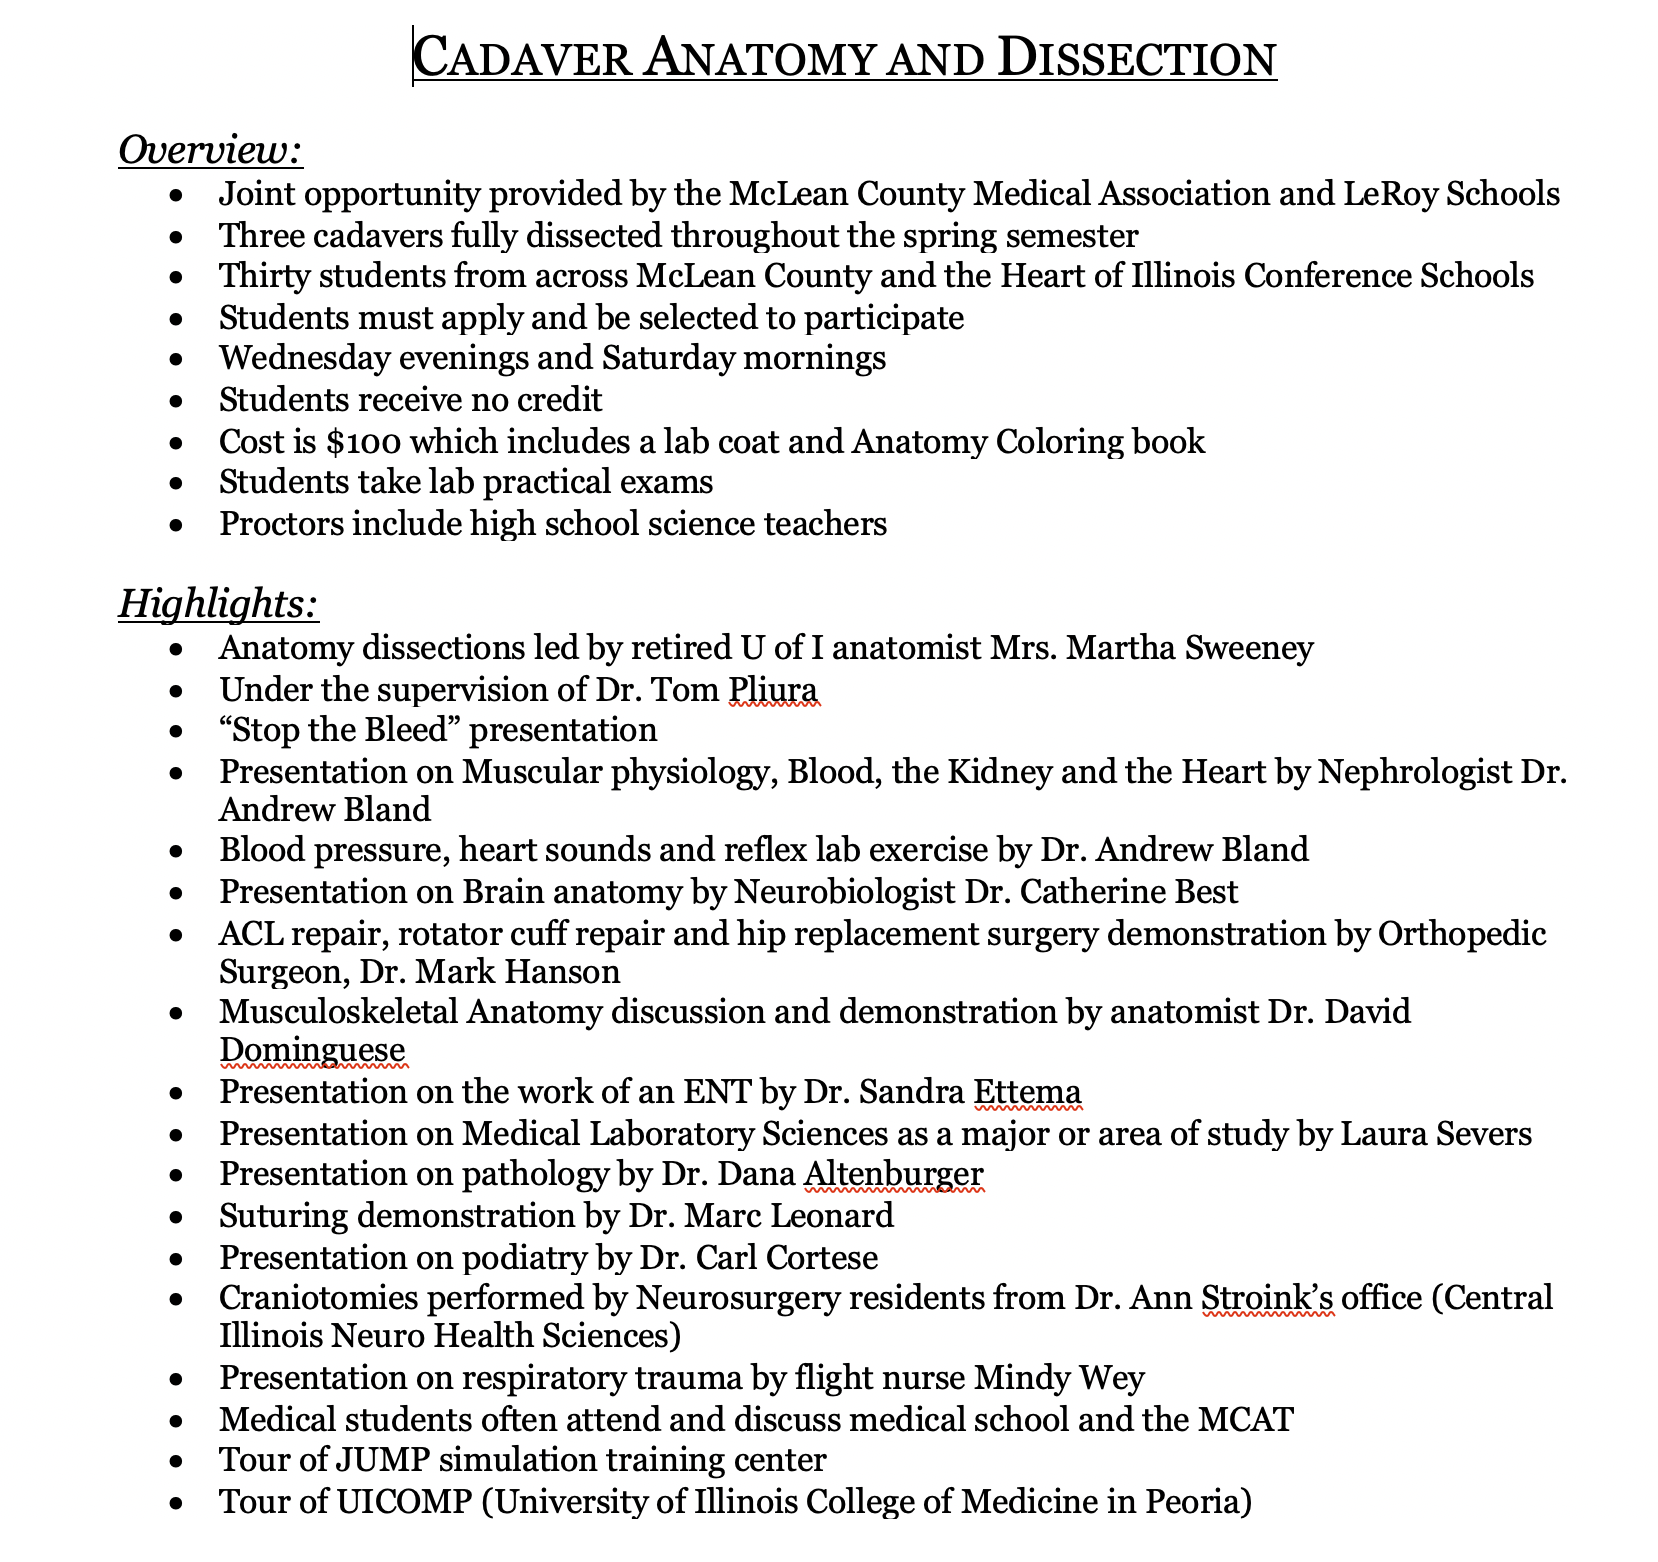 CADAVER ANATOMY AND DISSECTION
Overview:
• Joint opportunity provided by the McLean County Medical Association and LeRoy Schools
• Three cadavers fully dissected throughout the spring semester
• Thirty students from across McLean County and the Heart of Illinois Conference Schools
• Students must apply and be selected to participate
• Wednesday evenings and Saturday mornings
• Students receive no credit
• Cost is $100 which includes a lab coat and Anatomy Coloring book
• Students take lab practical exams
• Proctors include high school science teachers
Highlights:
• Anatomy dissections led by retired U of I anatomist Mrs. Martha Sweeney
• Under the supervision of Dr. Tom Pliura
• “Stop the Bleed” presentation
• Presentation on Muscular physiology, Blood, the Kidney and the Heart by Nephrologist Dr.
Andrew Bland
• Blood pressure, heart sounds and reflex lab exercise by Dr. Andrew Bland
• Presentation on Brain anatomy by Neurobiologist Dr. Catherine Best
• ACL repair, rotator cuff repair and hip replacement surgery demonstration by Orthopedic
Surgeon, Dr. Mark Hanson
• Musculoskeletal Anatomy discussion and demonstration by anatomist Dr. David
Dominguese
• Presentation on the work of an ENT by Dr. Sandra Ettema
• Presentation on Medical Laboratory Sciences as a major or area of study by Laura Severs
• Presentation on pathology by Dr. Dana Altenburger
• Suturing demonstration by Dr. Marc Leonard
• Presentation on podiatry by Dr. Carl Cortese
• Craniotomies performed by Neurosurgery residents from Dr. Ann Stroink’s office (Central
Illinois Neuro Health Sciences)
• Presentation on respiratory trauma by flight nurse Mindy Wey
• Medical students often attend and discuss medical school and the MCAT
• Tour of JUMP simulation training center
• Tour of UICOMP (University of Illinois College of Medicine in Peoria)